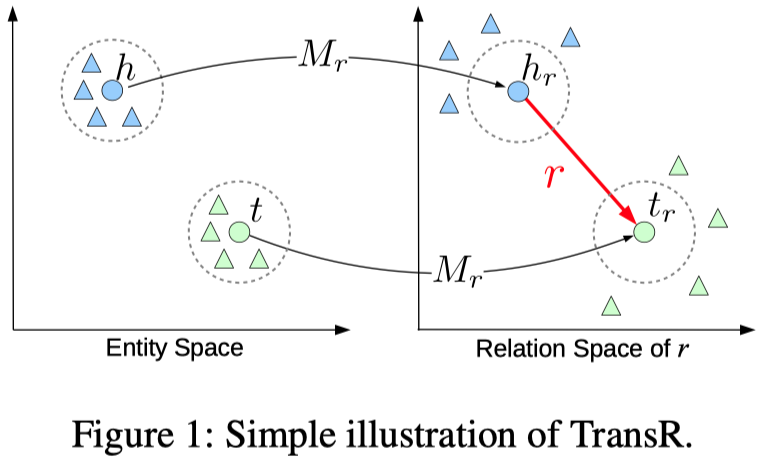 h
M_r
h_r
r
t
t_r
M_r
Entity Space
Relation Space of r
Figure 1: Simple illustration of TransR.